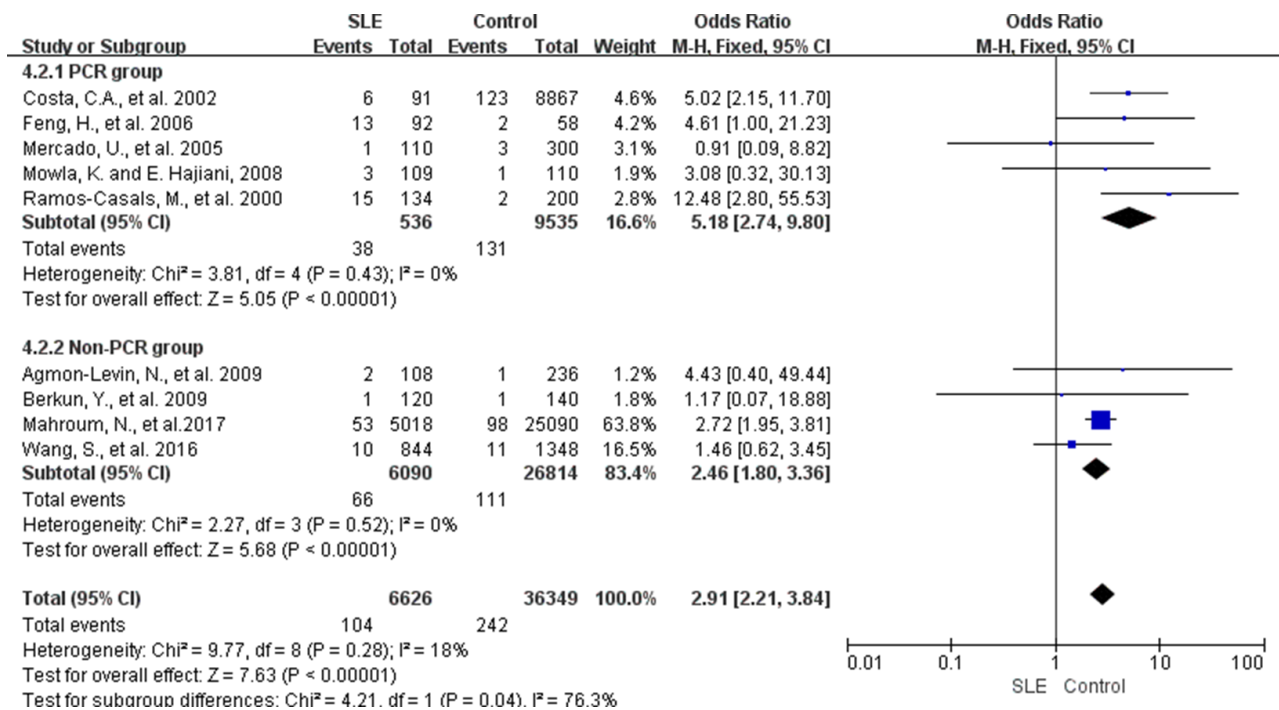 SLE Control Odds Ratio Odds Ratio
Study or Subgroup Events Total Events Total Weight M-H, Fixed, 95% CI M-H, Fixed, 95% CI
4.2.1 PCR group
Costa, C.A., et al. 2002 6 91 123 8867 4.6% 5.02 [2.15, 11.70]
Feng, H., et al. 2006 13 92 2 58 4.2% 4.61 [1.00, 21.23]
Mercado, U., et al. 2005 1 110 3 300 3.1% 0.91 [0.09, 8.82]
Mowla, K. and E. Hajiani, 2008 3 109 1 110 1.9% 3.08 [0.32, 30.13]
Ramos-Casals, M., et al. 2000 15 134 2 200 2.8% 12.48 [2.80, 55.53]
Subtotal (95% CI) 536 9535 16.6% 5.18 [2.74, 9.80]
Total events 38 131
Heterogeneity: Chi² = 3.81, df = 4 (P = 0.43); I² = 0%
Test for overall effect: Z = 5.05 (P < 0.00001)
4.2.2 Non-PCR group
Agmon-Levin, N., et al. 2009 2 108 1 236 1.2% 4.43 [0.40, 49.44]
Berkun, Y., et al. 2009 1 120 1 140 1.8% 1.17 [0.07, 18.88]
Mahroum, N., et al.2017 53 5018 98 25090 63.8% 2.72 [1.95, 3.81]
Wang, S., et al. 2016 10 844 11 1348 16.5% 1.46 [0.62, 3.45]
Subtotal (95% CI) 6090 26814 83.4% 2.46 [1.80, 3.36]
Total events 66 111
Heterogeneity: Chi² = 2.27, df = 3 (P = 0.52); I² = 0%
Test for overall effect: Z = 5.68 (P < 0.00001)
Total (95% CI) 6626 36349 100.0% 2.91 [2.21, 3.84]
Total events 104 242
Heterogeneity: Chi² = 9.77, df = 8 (P = 0.28); I² = 18%
Test for overall effect: Z = 7.63 (P < 0.00001)
Test for subgroup differences: Chi² = 4.21, df = 1 (P = 0.04), I² = 76.3%
0.01 0.1 1 10 100
SLE Control